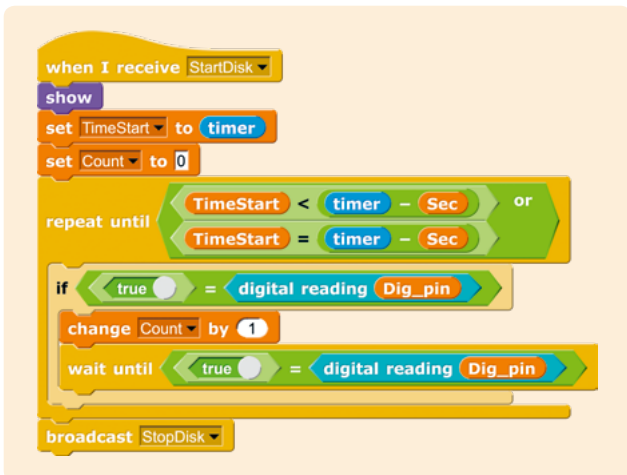 when I receive StartDisk
show
set TimeStart to timer
set Count to 0
repeat until TimeStart < timer – Sec or
TimeStart = timer – Sec
if true = digital reading Dig_pin
change Count by 1
wait until true = digital reading Dig_pin
broadcast StopDisk